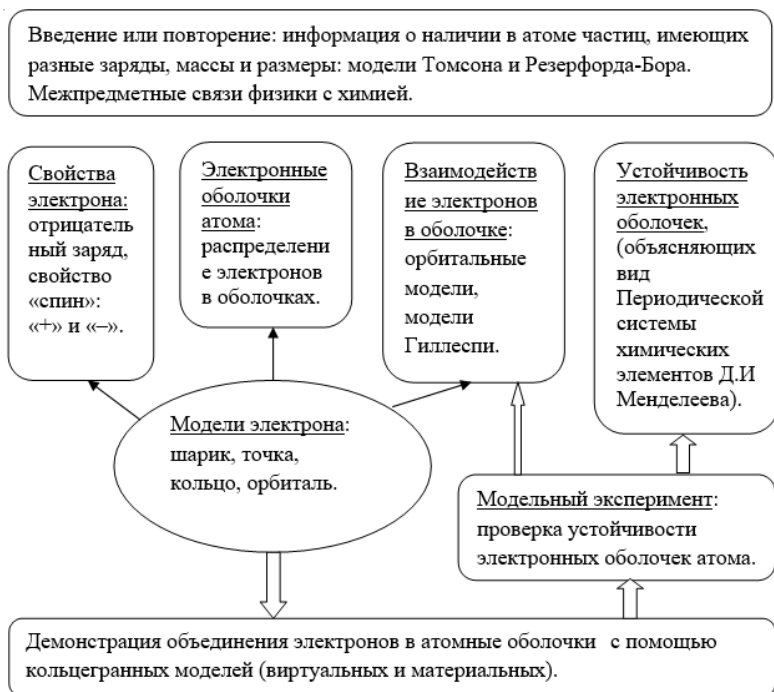 Введение или повторение: информация о наличии в атоме частиц, имеющих
разные заряды, массы и размеры: модели Томсона и Резерфорда-Бора.
Межпредметные связи физики с химией.
Свойства
электрона:
отрицатель
ный заряд,
свойство
«спин»:
«+» и «–».
Электронные
оболочки
атома:
распределени
е электронов
в оболочках.
Взаимодейств
ие электронов
в оболочке:
орбитальные
модели,
модели
Гиллеспи.
Устойчивость
электронных
оболочек,
(объясняющих
вид
Периодической
системы
химических
элементов Д.И
Менделеева).
Модели электрона:
шарик, точка,
кольцо, орбиталь.
Модельный эксперимент:
проверка устойчивости
электронных оболочек атома.
Демонстрация объединения электронов в атомные оболочки с помощью
кольцегранных моделей (виртуальных и материальных).